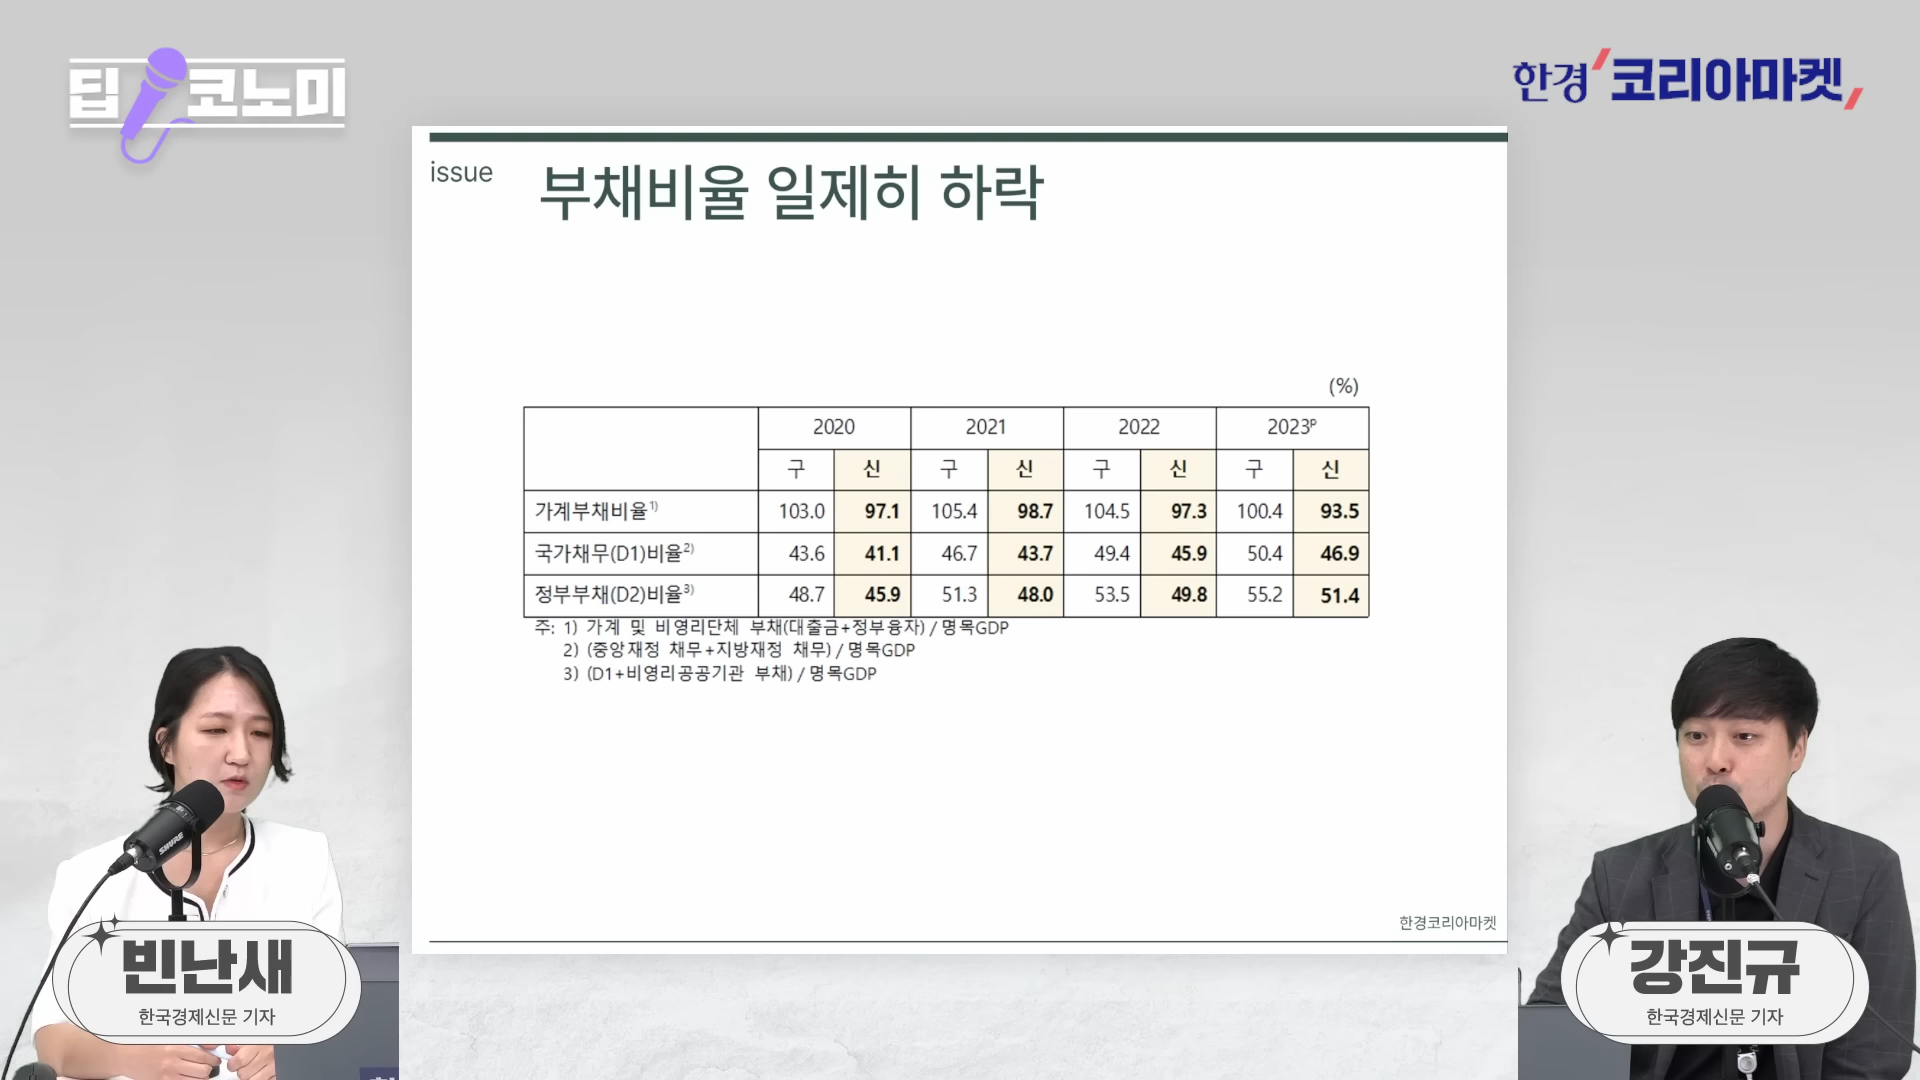 딥코노미
한경 코리아마켓
issue
부채비율 일제히 하락
(%)
2020 2021 2022 2023ᵖ
구 신 구 신 구 신 구 신
가계부채비율¹⁾ 103.0 97.1 105.4 98.7 104.5 97.3 100.4 93.5
국가채무(D1)비율²⁾ 43.6 41.1 46.7 43.7 49.4 45.9 50.4 46.9
정부부채(D2)비율³⁾ 48.7 45.9 51.3 48.0 53.5 49.8 55.2 51.4
주: 1) 가계 및 비영리단체 부채(대출금+정부융자) / 명목GDP
2) (중앙재정 채무+지방재정 채무) / 명목GDP
3) (D1+비영리공공기관 부채) / 명목GDP
한경코리아마켓
SHURE
빈난새
한국경제신문 기자
강진규
한국경제신문 기자